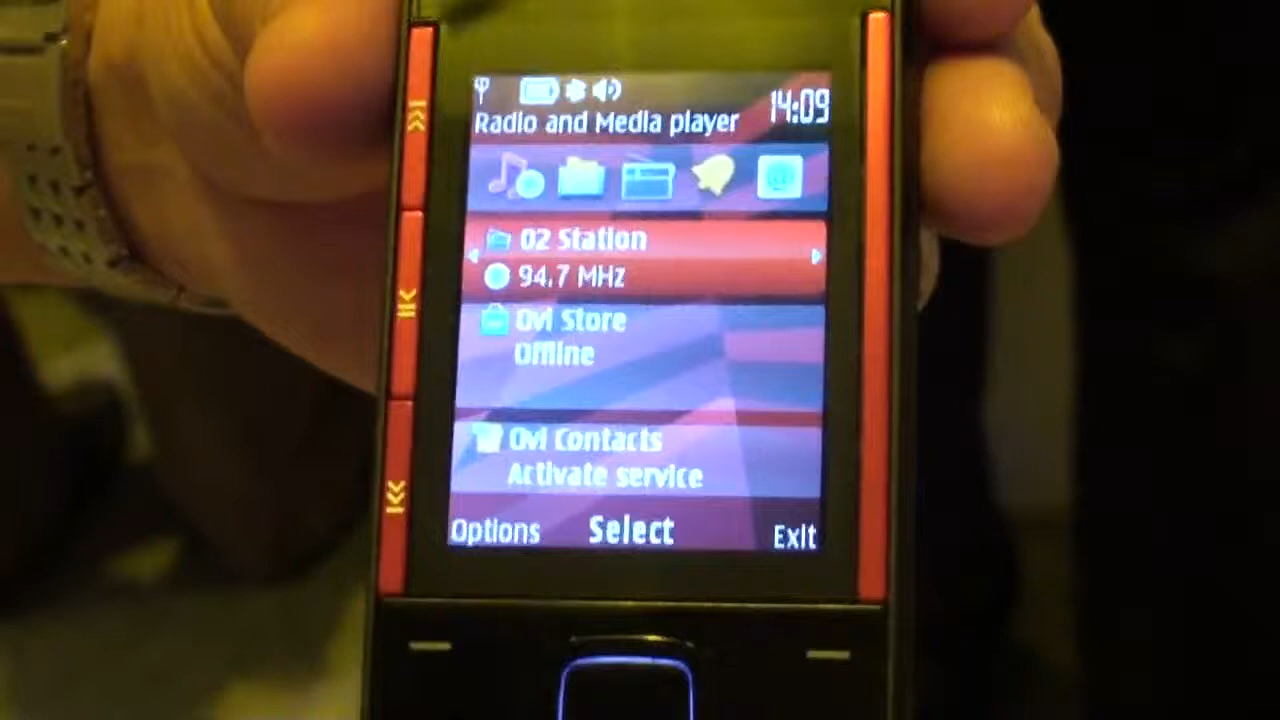 14:09
Radio and Media player
02 Station
94.7 MHz
Ovi Store
Offline
Ovi Contacts
Activate service
Options Select Exit